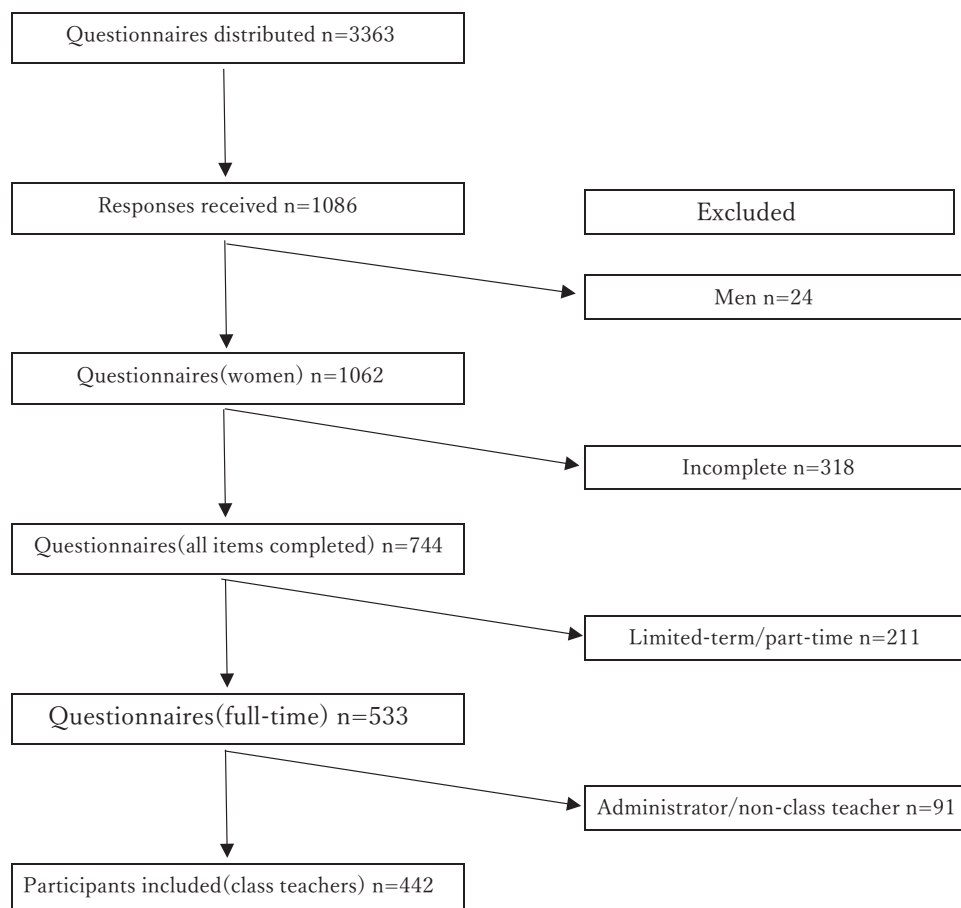 Questionnaires distributed n=3363
Responses received n=1086
Excluded
Men n=24
Questionnaires(women) n=1062
Incomplete n=318
Questionnaires(all items completed) n=744
Limited-term/part-time n=211
Questionnaires(full-time) n=533
Administrator/non-class teacher n=91
Participants included(class teachers) n=442